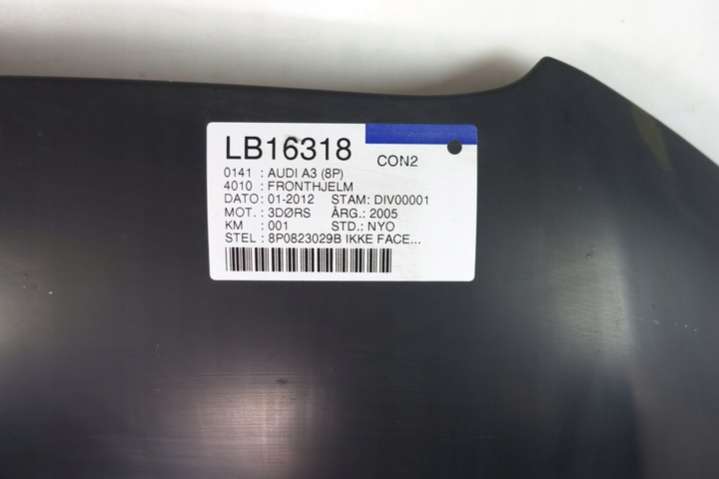 LB16318 CON2
0141 : AUDI A3 (8P)
4010 : FRONTHJELM
DATO: 01-2012 STAM: DIV00001
MOT. : 3DØRS ÅRG.: 2005
KM : 001 STD.: NYO
STEL : 8P0823029B IKKE FACE...